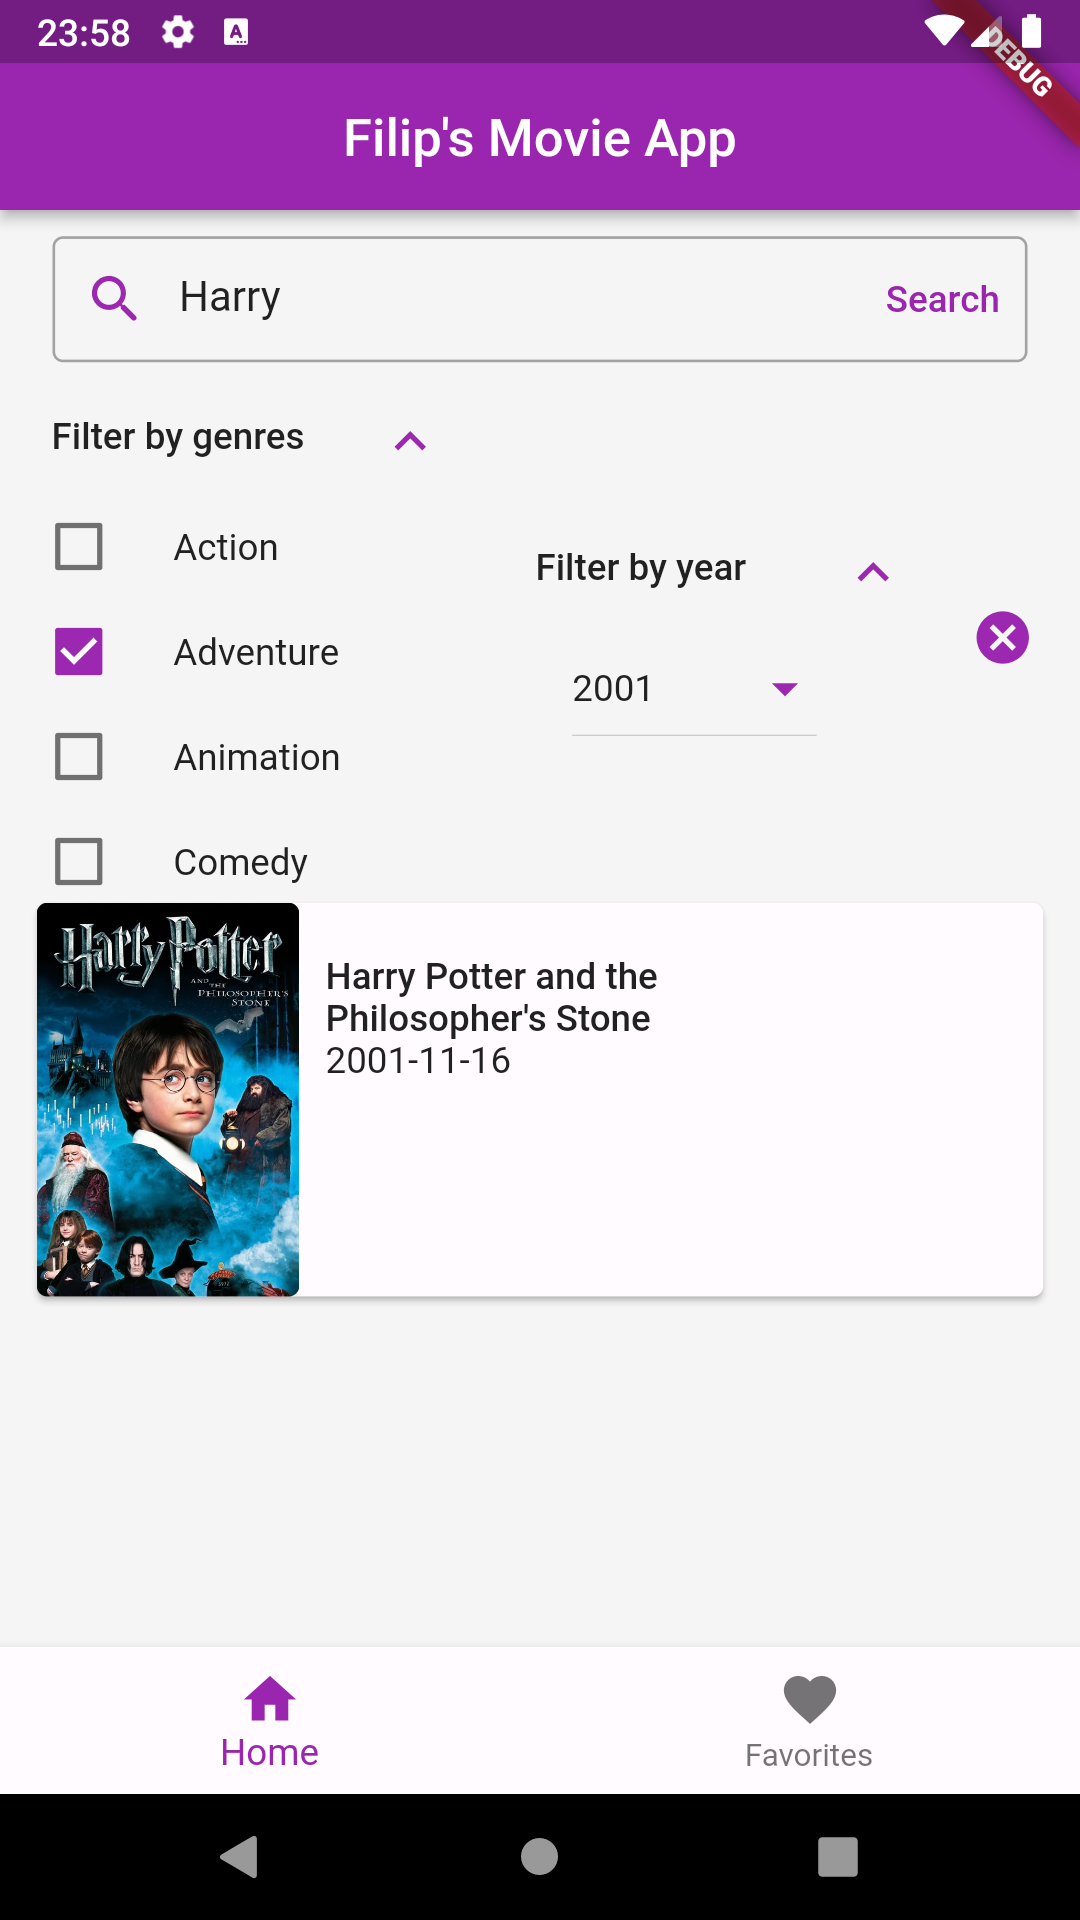 23:58
A
DEBUG
Filip's Movie App
Harry
Search
Filter by genres
Action
Adventure
Animation
Comedy
Filter by year
2001
Harry Potter
AND THE
PHILOSOPHER'S
STONE
Harry Potter and the
Philosopher's Stone
2001-11-16
Home
Favorites